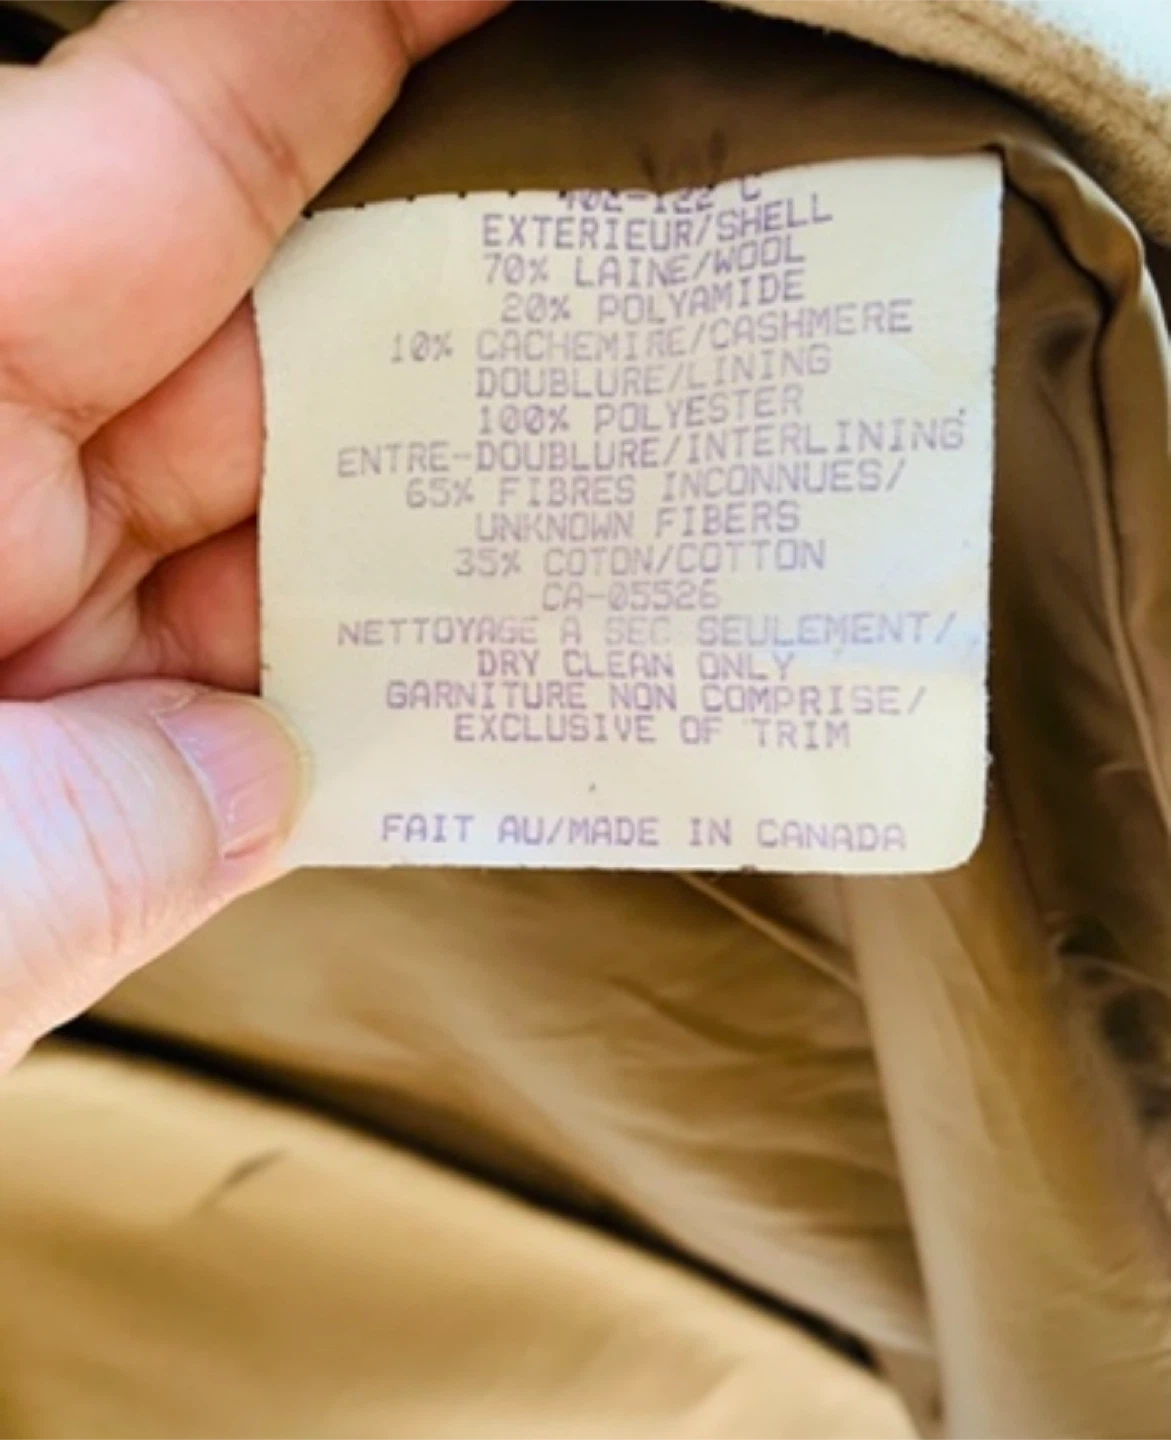 402-122 C
EXTERIEUR/SHELL
70% LAINE/WOOL
20% POLYAMIDE
10% CACHEMIRE/CASHMERE
DOUBLURE/LINING
100% POLYESTER
ENTRE-DOUBLURE/INTERLINING
65% FIBRES INCONNUES/
UNKNOWN FIBERS
35% COTON/COTTON
CA-05526
NETTOYAGE A SEC SEULEMENT/
DRY CLEAN ONLY
GARNITURE NON COMPRISE/
EXCLUSIVE OF TRIM
FAIT AU/MADE IN CANADA